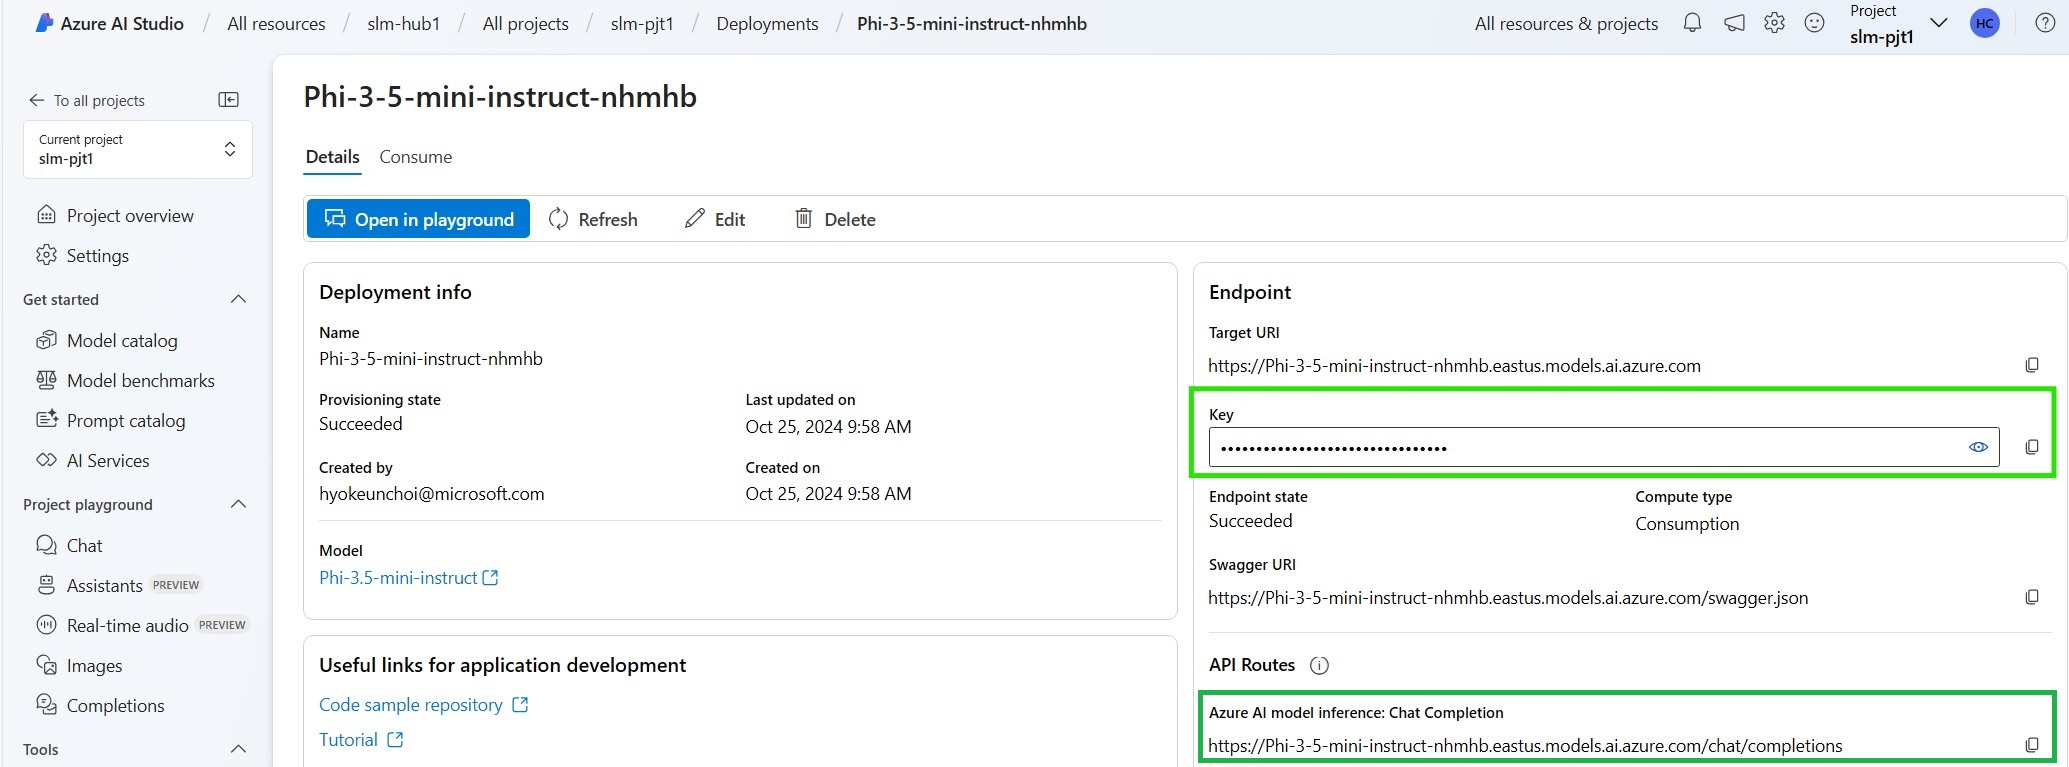 Azure AI Studio / All resources / slm-hub1 / All projects / slm-pjt1 / Deployments / Phi-3-5-mini-instruct-nhmhb
All resources & projects
Project
slm-pjt1
HC
To all projects
Current project
slm-pjt1
Project overview
Settings
Get started
Model catalog
Model benchmarks
Prompt catalog
AI Services
Project playground
Chat
Assistants PREVIEW
Real-time audio PREVIEW
Images
Completions
Tools
Phi-3-5-mini-instruct-nhmhb
Details Consume
Open in playground Refresh Edit Delete
Deployment info
Name
Phi-3-5-mini-instruct-nhmhb
Provisioning state
Succeeded
Last updated on
Oct 25, 2024 9:58 AM
Created by
hyokeunchoi@microsoft.com
Created on
Oct 25, 2024 9:58 AM
Model
Phi-3.5-mini-instruct
Useful links for application development
Code sample repository
Tutorial
Endpoint
Target URI
https://Phi-3-5-mini-instruct-nhmhb.eastus.models.ai.azure.com
Key
••••••••••••••••••••••••••••••••
Endpoint state
Succeeded
Compute type
Consumption
Swagger URI
https://Phi-3-5-mini-instruct-nhmhb.eastus.models.ai.azure.com/swagger.json
API Routes
Azure AI model inference: Chat Completion
https://Phi-3-5-mini-instruct-nhmhb.eastus.models.ai.azure.com/chat/completions